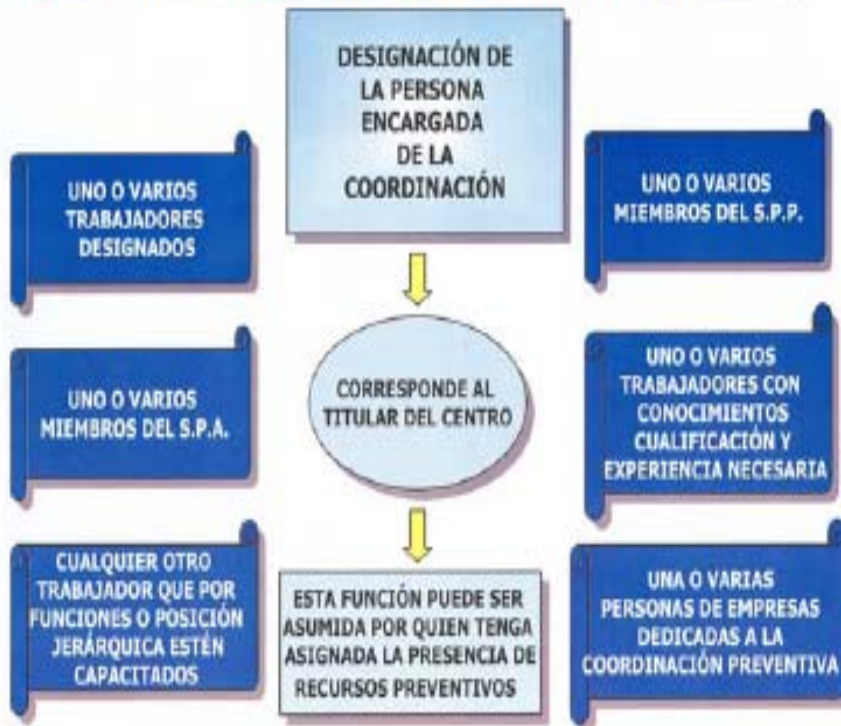 DESIGNACIÓN DE
LA PERSONA
ENCARGADA
DE LA
COORDINACIÓN
UNO O VARIOS
TRABAJADORES
DESIGNADOS
UNO O VARIOS
MIEMBROS DEL S.P.P.
UNO O VARIOS
MIEMBROS DEL S.P.A.
CORRESPONDE AL
TITULAR DEL CENTRO
UNO O VARIOS
TRABAJADORES CON
CONOCIMIENTOS
CUALIFICACIÓN Y
EXPERIENCIA NECESARIA
CUALQUIER OTRO
TRABAJADOR QUE POR
FUNCIONES O POSICIÓN
JERÁRQUICA ESTÉN
CAPACITADOS
ESTA FUNCIÓN PUEDE SER
ASUMIDA POR QUIEN TENGA
ASIGNADA LA PRESENCIA DE
RECURSOS PREVENTIVOS
UNA O VARIAS
PERSONAS DE EMPRESAS
DEDICADAS A LA
COORDINACIÓN PREVENTIVA